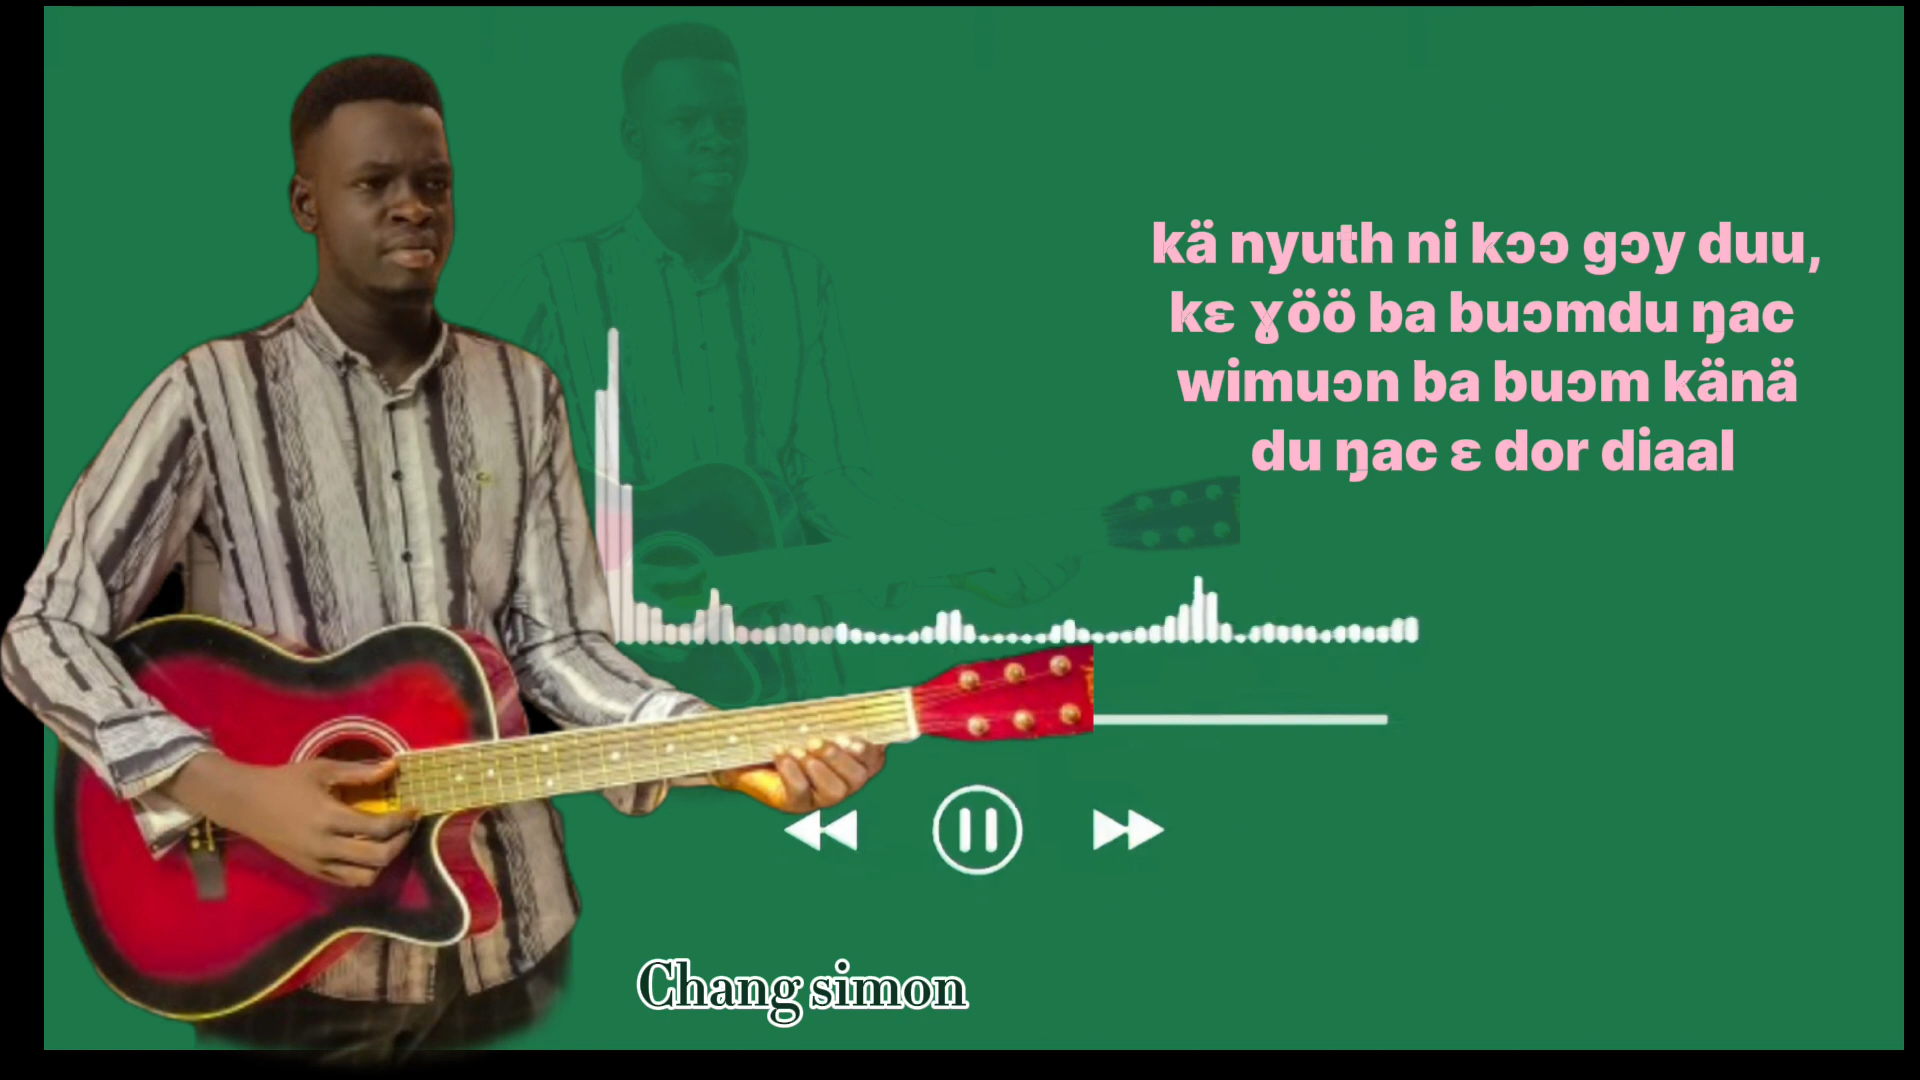 kä nyuth ni kɔɔ gɔy duu,
kɛ ɣöö ba buɔmdu ŋac
wimuɔn ba buɔm känä
du ŋac ɛ dor diaal
Chang simon